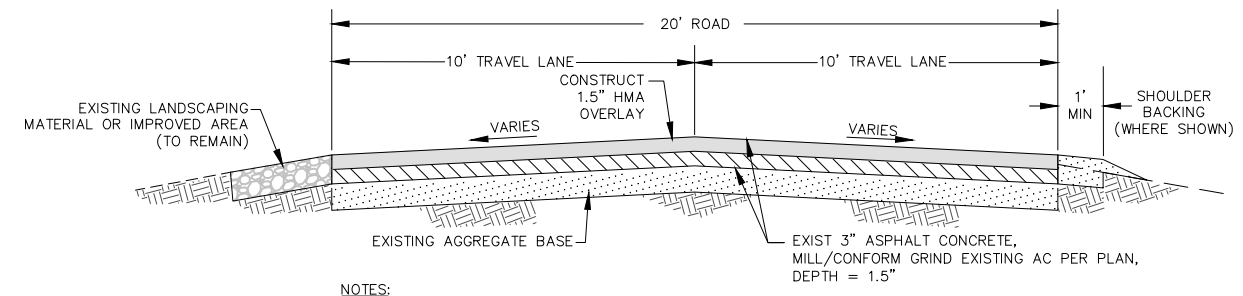 20' ROAD
10' TRAVEL LANE
10' TRAVEL LANE
CONSTRUCT
1.5" HMA
OVERLAY
EXISTING LANDSCAPING
MATERIAL OR IMPROVED AREA
(TO REMAIN)
VARIES
VARIES
1'
MIN
SHOULDER
BACKING
(WHERE SHOWN)
EXISTING AGGREGATE BASE
EXIST 3" ASPHALT CONCRETE,
MILL/CONFORM GRIND EXISTING AC PER PLAN,
DEPTH = 1.5"
NOTES: